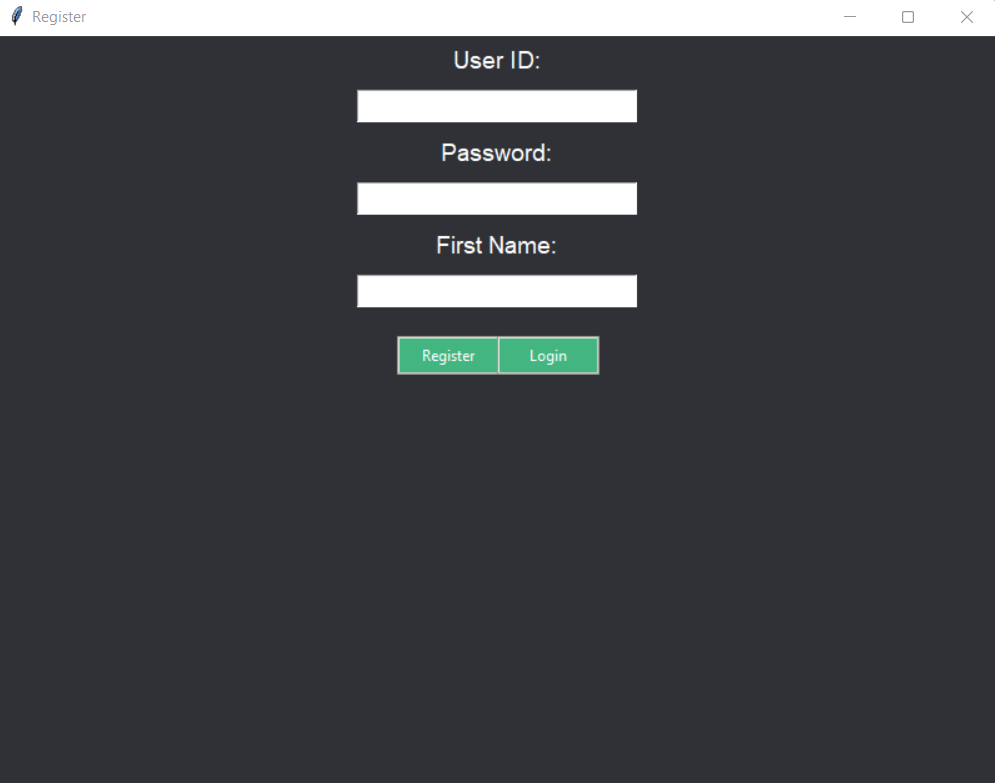 Register
User ID:
Password:
First Name:
Register Login